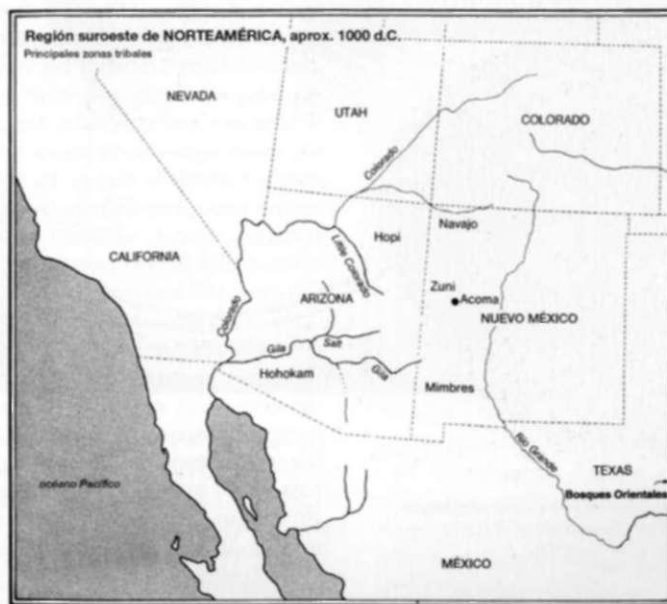 Región suroeste de NORTEAMÉRICA, aprox. 1000 d.C.
Principales zonas tribales
NEVADA
UTAH
COLORADO
Colorado
Hopi
Navajo
CALIFORNIA
Little Colorado
Zuni
Acoma
ARIZONA
NUEVO MÉXICO
Colorado
Gila
Salt
Gila
Hohokam
Mimbres
Río Grande
TEXAS
Bosques Orientales
océano Pacífico
MÉXICO